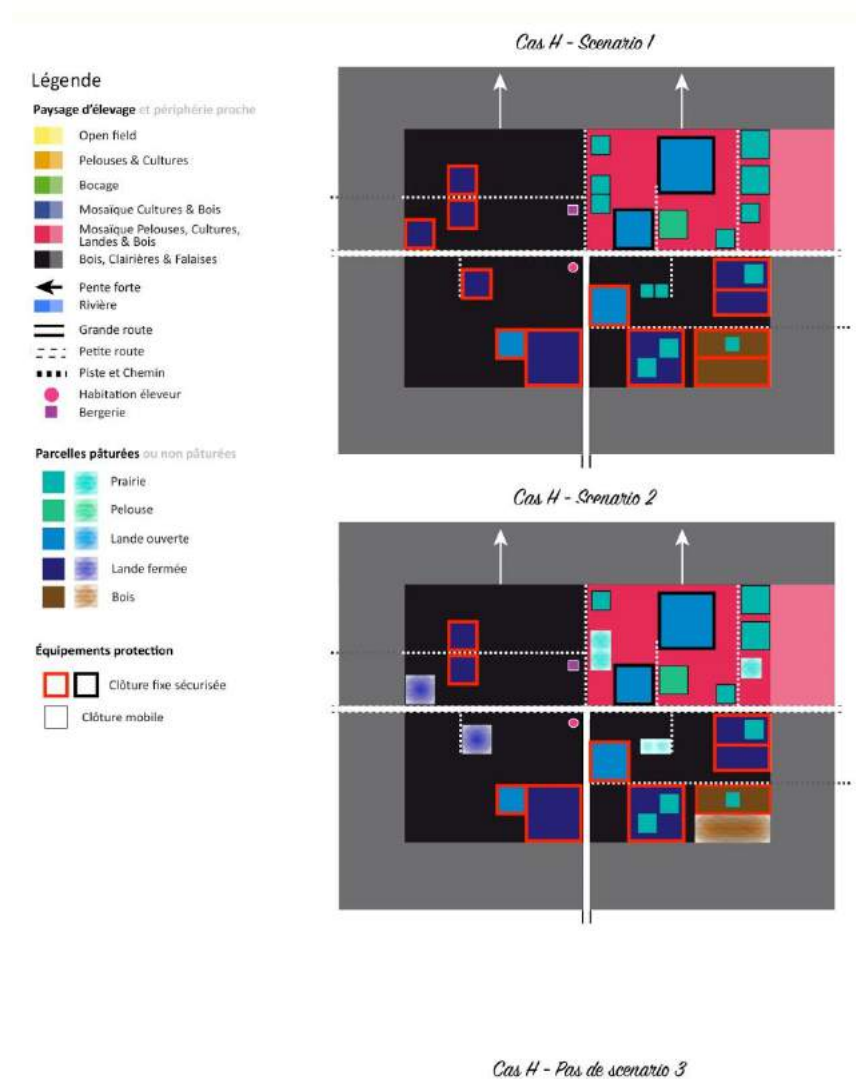 Cas H - Scenario 1
Légende
Paysage d'élevage et périphérie proche
Open field
Pelouses & Cultures
Bocage
Mosaïque Cultures & Bois
Mosaïque Pelouses, Cultures,
Landes & Bois
Bois, Clairières & Falaises
Pente forte
Rivière
Grande route
Petite route
Piste et Chemin
Habitation éleveur
Bergerie
Parcelles pâturées ou non pâturées
Prairie
Pelouse
Lande ouverte
Lande fermée
Bois
Équipements protection
Clôture fixe sécurisée
Clôture mobile
Cas H - Scenario 2
Cas H - Pas de scenario 3